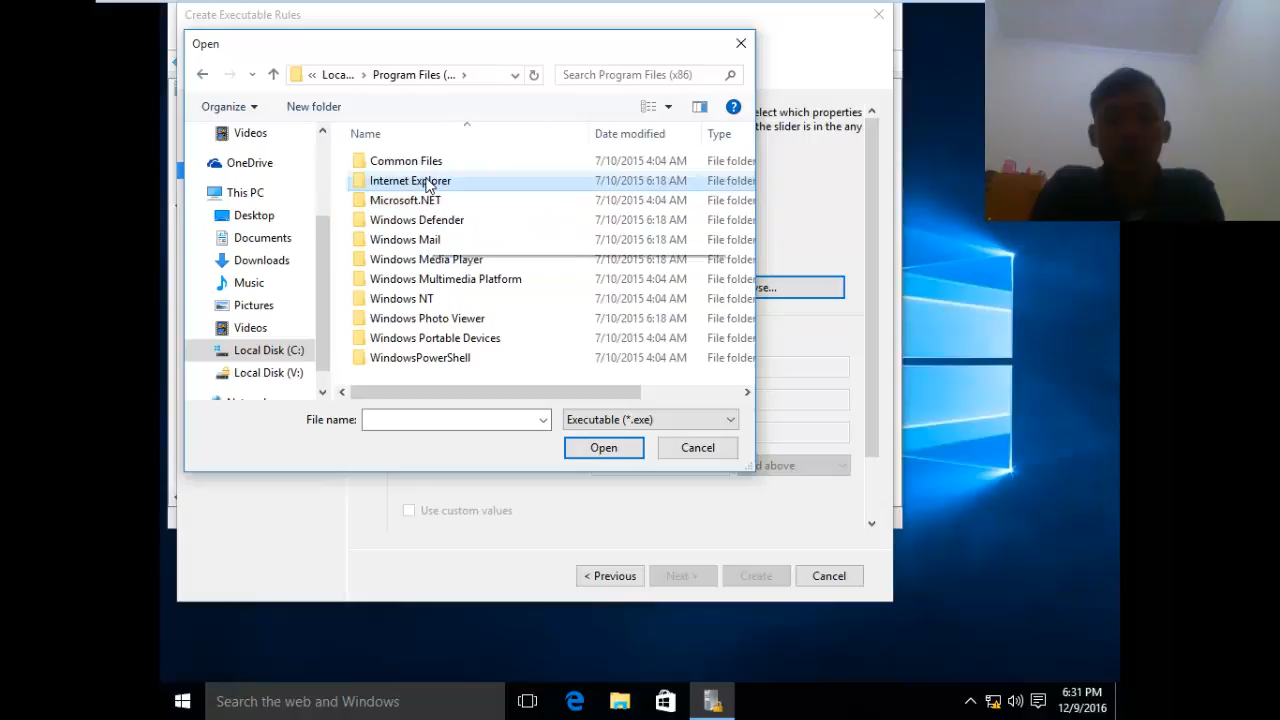 Create Executable Rules
Open
« Loca... > Program Files (... >
Search Program Files (x86)
Organize
New folder
elect which properties
the slider is in the any
Name
Date modified
Type
Videos
OneDrive
This PC
Desktop
Documents
Downloads
Music
Pictures
Videos
Local Disk (C:)
Local Disk (V:)
Common Files 7/10/2015 4:04 AM File folder
Internet Explorer 7/10/2015 6:18 AM File folder
Microsoft.NET 7/10/2015 4:04 AM File folder
Windows Defender 7/10/2015 6:18 AM File folder
Windows Mail 7/10/2015 6:18 AM File folder
Windows Media Player 7/10/2015 6:18 AM File folder
Windows Multimedia Platform 7/10/2015 4:04 AM File folder
Windows NT 7/10/2015 4:04 AM File folder
Windows Photo Viewer 7/10/2015 6:18 AM File folder
Windows Portable Devices 7/10/2015 4:04 AM File folder
WindowsPowerShell 7/10/2015 4:04 AM File folder
se...
File name:
Executable (*.exe)
Open
Cancel
d above
Use custom values
< Previous
Next >
Create
Cancel
Search the web and Windows
6:31 PM
12/9/2016